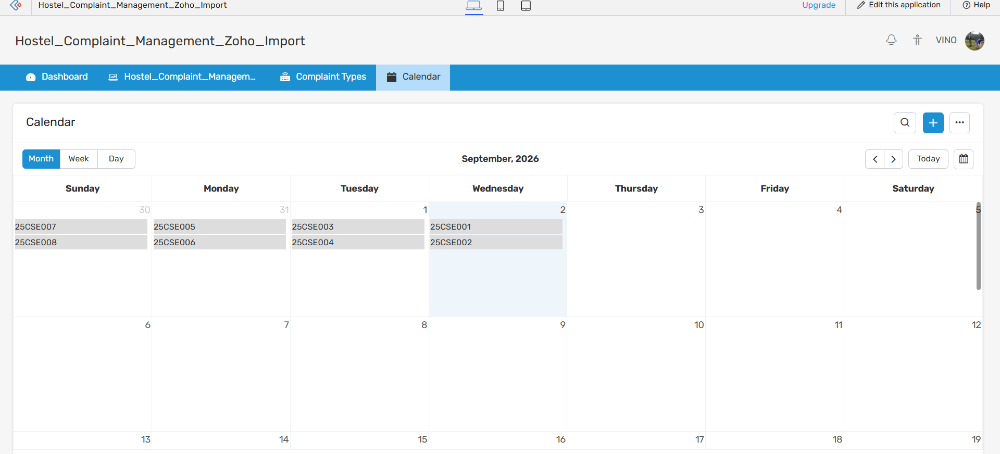 Hostel_Complaint_Management_Zoho_Import
Upgrade
Edit this application
Help
Hostel_Complaint_Management_Zoho_Import
VINO
Dashboard
Hostel_Complaint_Managem...
Complaint Types
Calendar
Calendar
Month
Week
Day
September, 2026
Today
Sunday Monday Tuesday Wednesday Thursday Friday Saturday
30 31 1 2 3 4 5
25CSE007 25CSE005 25CSE003 25CSE001
25CSE008 25CSE006 25CSE004 25CSE002
6 7 8 9 10 11 12
13 14 15 16 17 18 19